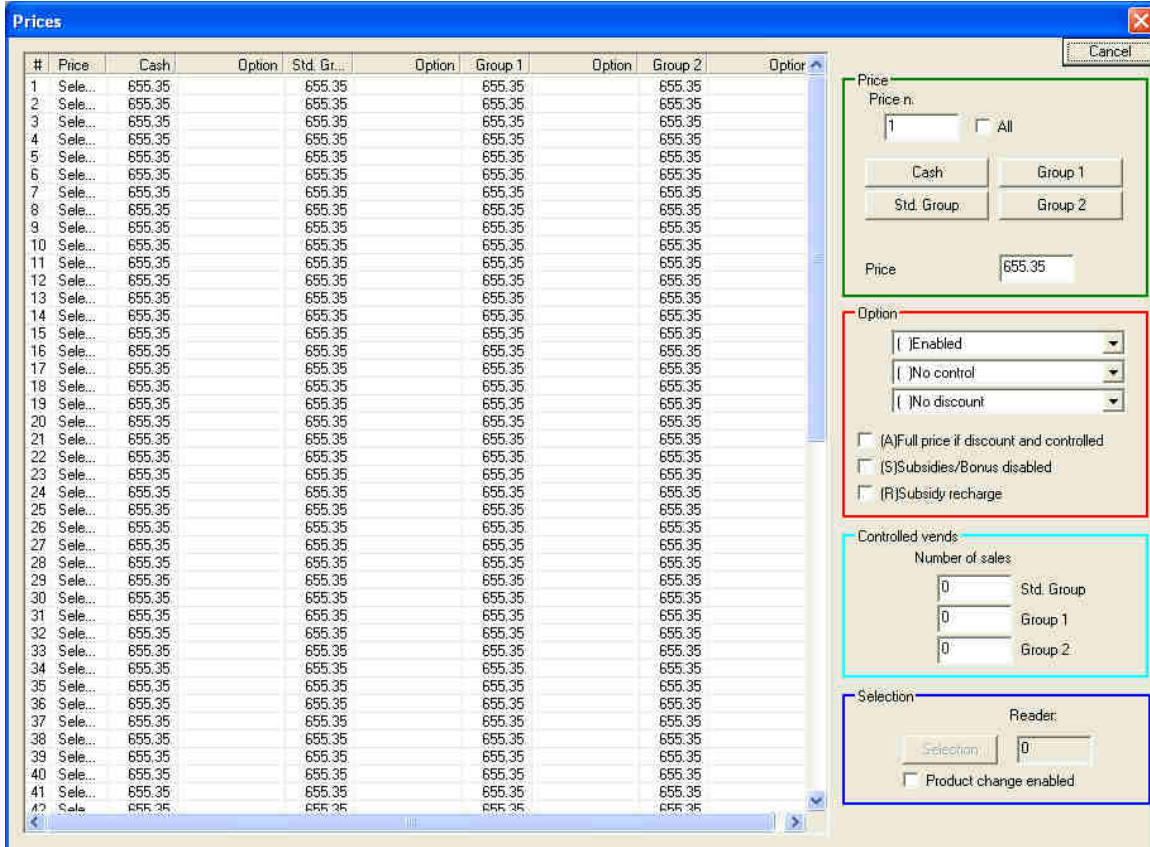 Prices
Cancel
# Price Cash Option Std. Gr... Option Group 1 Option Group 2 Option
1 Sele... 655.35 655.35 655.35 655.35
2 Sele... 655.35 655.35 655.35 655.35
3 Sele... 655.35 655.35 655.35 655.35
4 Sele... 655.35 655.35 655.35 655.35
5 Sele... 655.35 655.35 655.35 655.35
6 Sele... 655.35 655.35 655.35 655.35
7 Sele... 655.35 655.35 655.35 655.35
8 Sele... 655.35 655.35 655.35 655.35
9 Sele... 655.35 655.35 655.35 655.35
10 Sele... 655.35 655.35 655.35 655.35
11 Sele... 655.35 655.35 655.35 655.35
12 Sele... 655.35 655.35 655.35 655.35
13 Sele... 655.35 655.35 655.35 655.35
14 Sele... 655.35 655.35 655.35 655.35
15 Sele... 655.35 655.35 655.35 655.35
16 Sele... 655.35 655.35 655.35 655.35
17 Sele... 655.35 655.35 655.35 655.35
18 Sele... 655.35 655.35 655.35 655.35
19 Sele... 655.35 655.35 655.35 655.35
20 Sele... 655.35 655.35 655.35 655.35
21 Sele... 655.35 655.35 655.35 655.35
22 Sele... 655.35 655.35 655.35 655.35
23 Sele... 655.35 655.35 655.35 655.35
24 Sele... 655.35 655.35 655.35 655.35
25 Sele... 655.35 655.35 655.35 655.35
26 Sele... 655.35 655.35 655.35 655.35
27 Sele... 655.35 655.35 655.35 655.35
28 Sele... 655.35 655.35 655.35 655.35
29 Sele... 655.35 655.35 655.35 655.35
30 Sele... 655.35 655.35 655.35 655.35
31 Sele... 655.35 655.35 655.35 655.35
32 Sele... 655.35 655.35 655.35 655.35
33 Sele... 655.35 655.35 655.35 655.35
34 Sele... 655.35 655.35 655.35 655.35
35 Sele... 655.35 655.35 655.35 655.35
36 Sele... 655.35 655.35 655.35 655.35
37 Sele... 655.35 655.35 655.35 655.35
38 Sele... 655.35 655.35 655.35 655.35
39 Sele... 655.35 655.35 655.35 655.35
40 Sele... 655.35 655.35 655.35 655.35
41 Sele... 655.35 655.35 655.35 655.35
42 Sele... 655.35 655.35 655.35 655.35
Price
Price n.
1 All
Cash Group 1
Std. Group Group 2
Price 655.35
Option
( )Enabled
( )No control
( )No discount
(A)Full price if discount and controlled
(S)Subsidies/Bonus disabled
(R)Subsidy recharge
Controlled vends
Number of sales
0 Std. Group
0 Group 1
0 Group 2
Selection
Reader:
Selection 0
Product change enabled